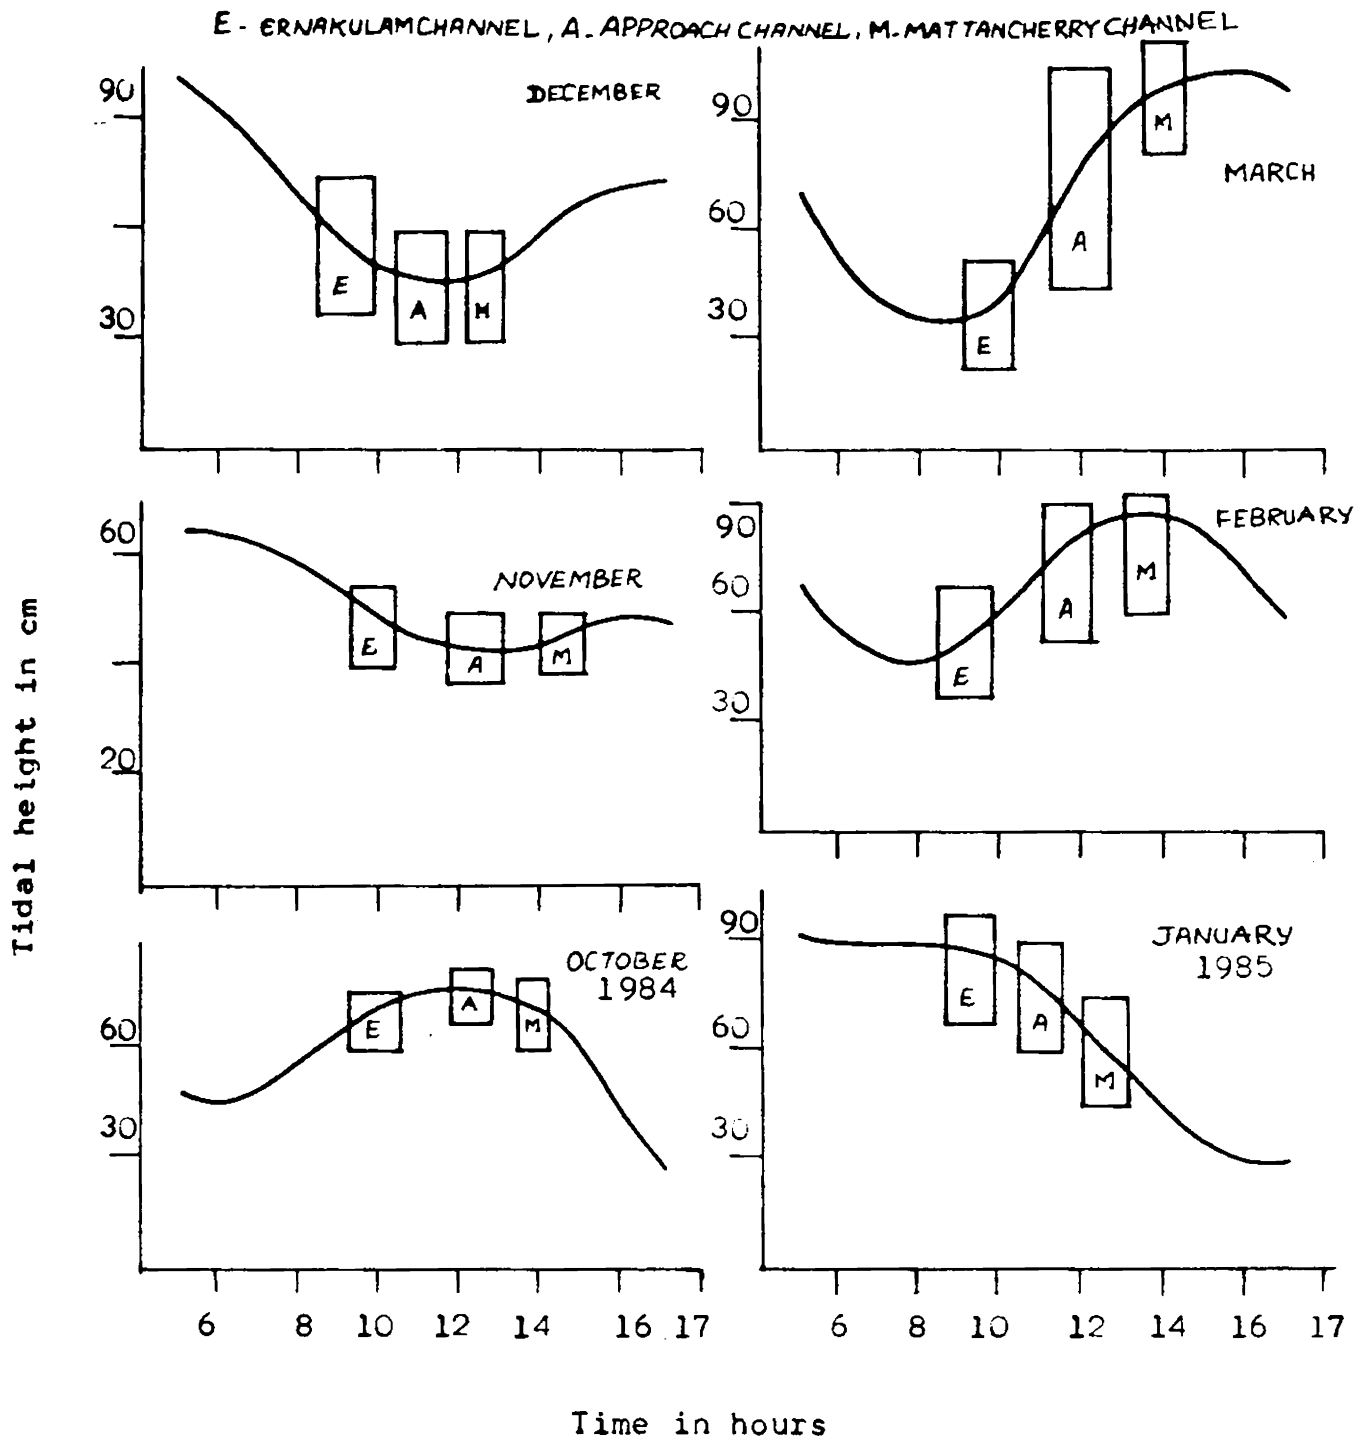 E - ERNAKULAM CHANNEL, A - APPROACH CHANNEL, M - MATTANCHERRY CHANNEL
Tidal height in cm
90
DECEMBER
E
A
M
30
90
M
MARCH
60
A
30
E
60
NOVEMBER
E
A
M
20
90
FEBRUARY
60
M
A
E
30
OCTOBER
1984
A
E
M
60
30
90
JANUARY
1985
E
A
60
M
30
6 8 10 12 14 16 17
6 8 10 12 14 16 17
Time in hours